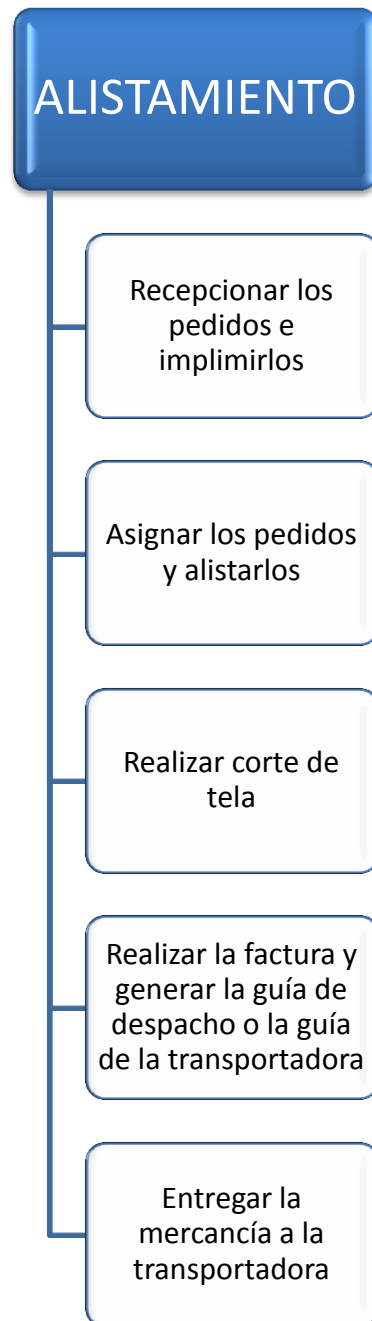 ALISTAMIENTO
Recepcionar los
pedidos e
implimirlos
Asignar los pedidos
y alistarlos
Realizar corte de
tela
Realizar la factura y
generar la guía de
despacho o la guía
de la transportadora
Entregar la
mercancía a la
transportadora